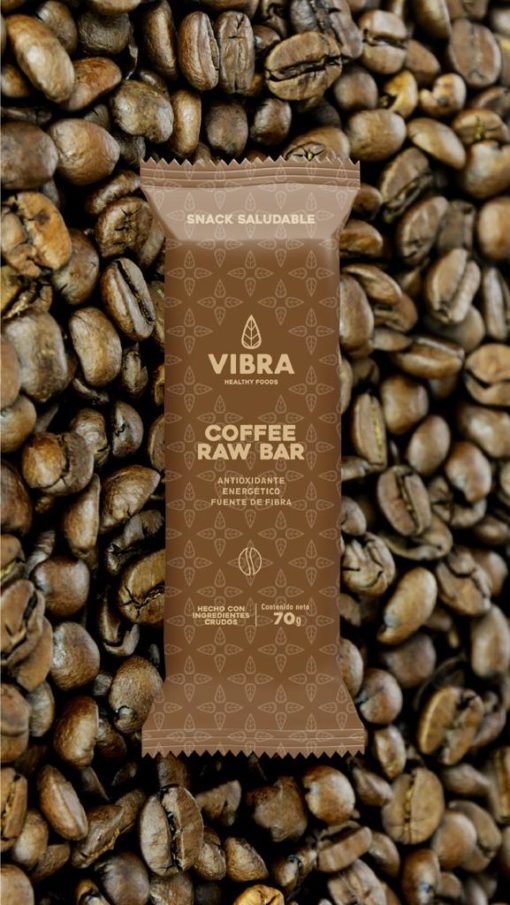 SNACK SALUDABLE
VIBRA
HEALTHY FOODS
COFFEE
RAW BAR
ANTIOXIDANTE
ENERGÉTICO
FUENTE DE FIBRA
HECHO CON
INGREDIENTES
CRUDOS
Contenido neto
70g